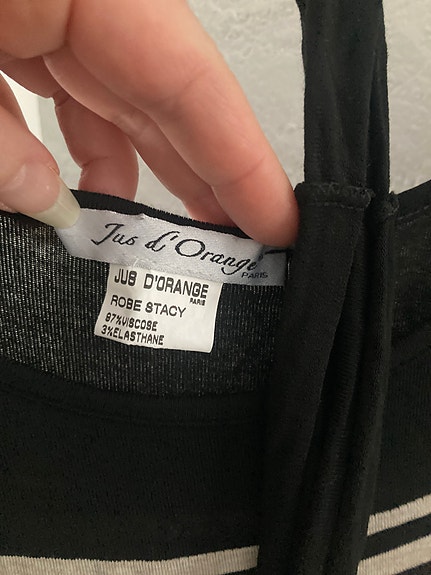 Jus d'Orange
PARIS
JUS D'ORANGE
PARIS
ROBE STACY
97%VISCOSE
3%ELASTHANE